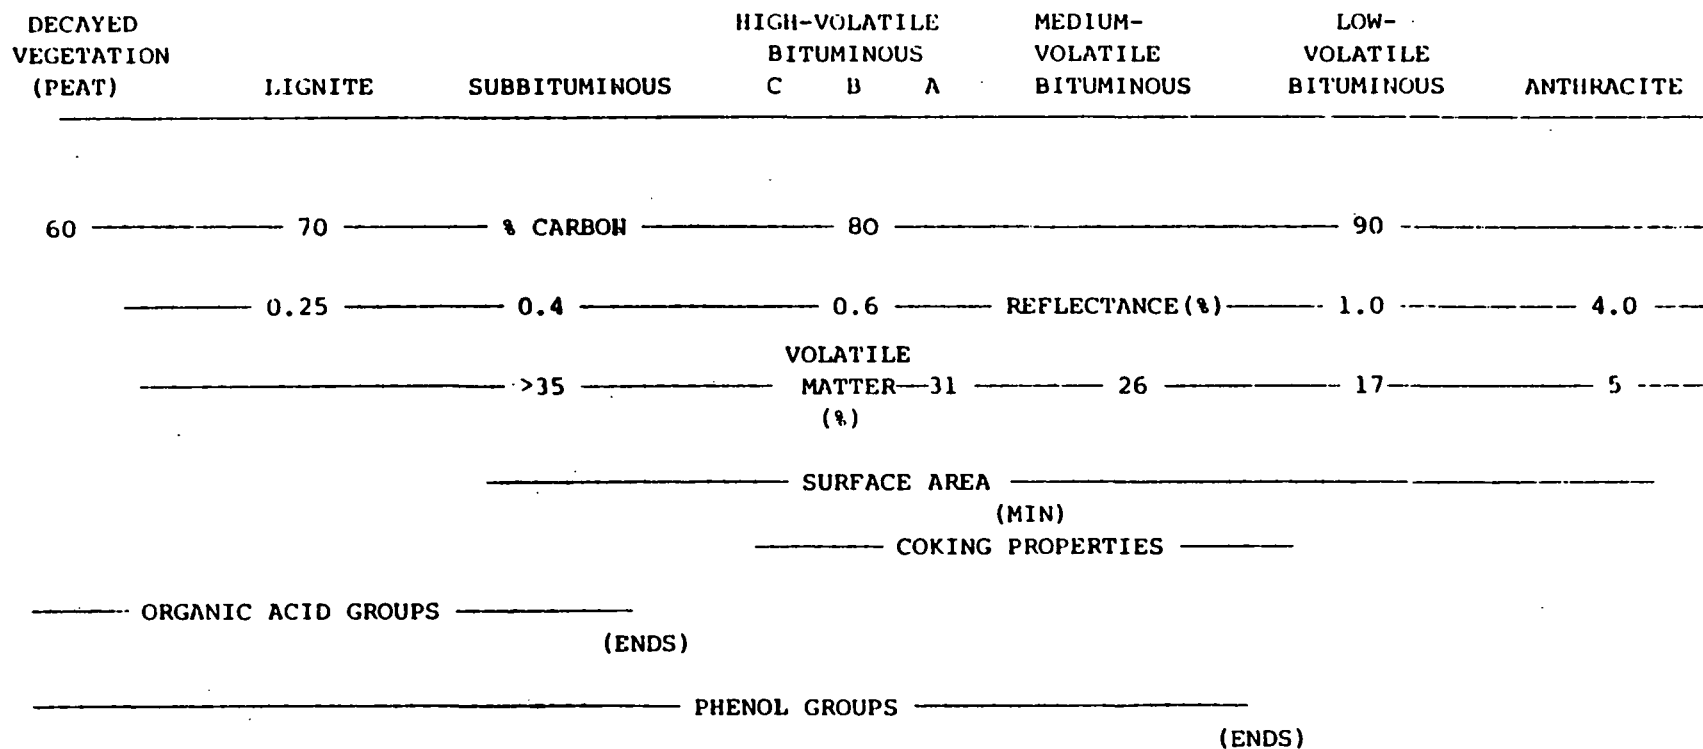 DECAYED HIGH-VOLATILE MEDIUM- LOW-
VEGETATION BITUMINOUS VOLATILE VOLATILE
(PEAT) LIGNITE SUBBITUMINOUS C B A BITUMINOUS BITUMINOUS ANTHRACITE
60 70 % CARBON 80 90
0.25 0.4 0.6 REFLECTANCE(%) 1.0 4.0
VOLATILE
>35 MATTER 31 26 17 5
(%)
SURFACE AREA
(MIN)
COKING PROPERTIES
ORGANIC ACID GROUPS
(ENDS)
PHENOL GROUPS
(ENDS)